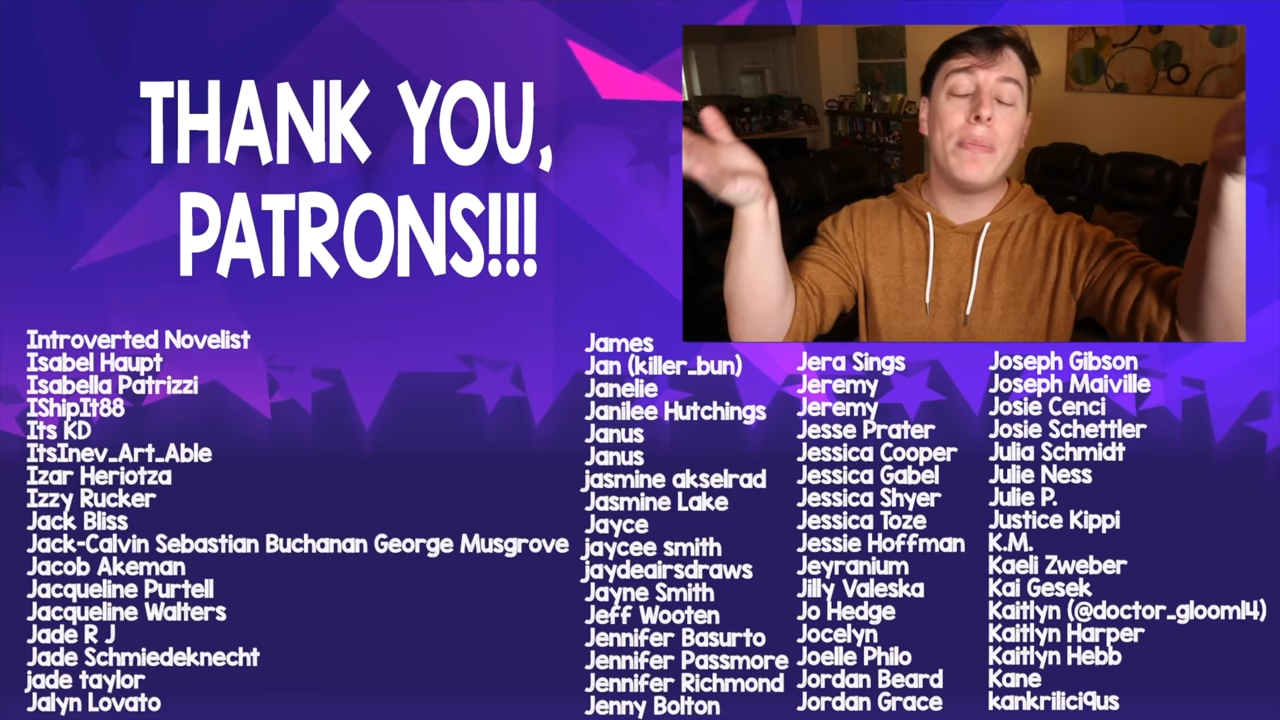 THANK YOU,
PATRONS!!!
Introverted Novelist
Isabel Haupt
Isabella Patrizzi
IShipIt88
Its KD
ItsInev_Art_Able
Izar Heriotza
Izzy Rucker
Jack Bliss
Jack-Calvin Sebastian Buchanan George Musgrove
Jacob Akeman
Jacqueline Purtell
Jacqueline Walters
Jade R J
Jade Schmiedeknecht
jade taylor
Jalyn Lovato
James
Jan (killer_bun)
Janelie
Janilee Hutchings
Janus
Janus
jasmine akselrad
Jasmine Lake
Jayce
jaycee smith
jaydeairsdraws
Jayne Smith
Jeff Wooten
Jennifer Basurto
Jennifer Passmore
Jennifer Richmond
Jenny Bolton
Jera Sings
Jeremy
Jeremy
Jesse Prater
Jessica Cooper
Jessica Gabel
Jessica Shyer
Jessica Toze
Jessie Hoffman
Jeyranium
Jilly Valeska
Jo Hedge
Jocelyn
Joelle Philo
Jordan Beard
Jordan Grace
Joseph Gibson
Joseph Maiville
Josie Cenci
Josie Schettler
Julia Schmidt
Julie Ness
Julie P.
Justice Kippi
K.M.
Kaeli Zweber
Kai Gesek
Kaitlyn (@doctor_gloom14)
Kaitlyn Harper
Kaitlyn Hebb
Kane
kankrilici9us